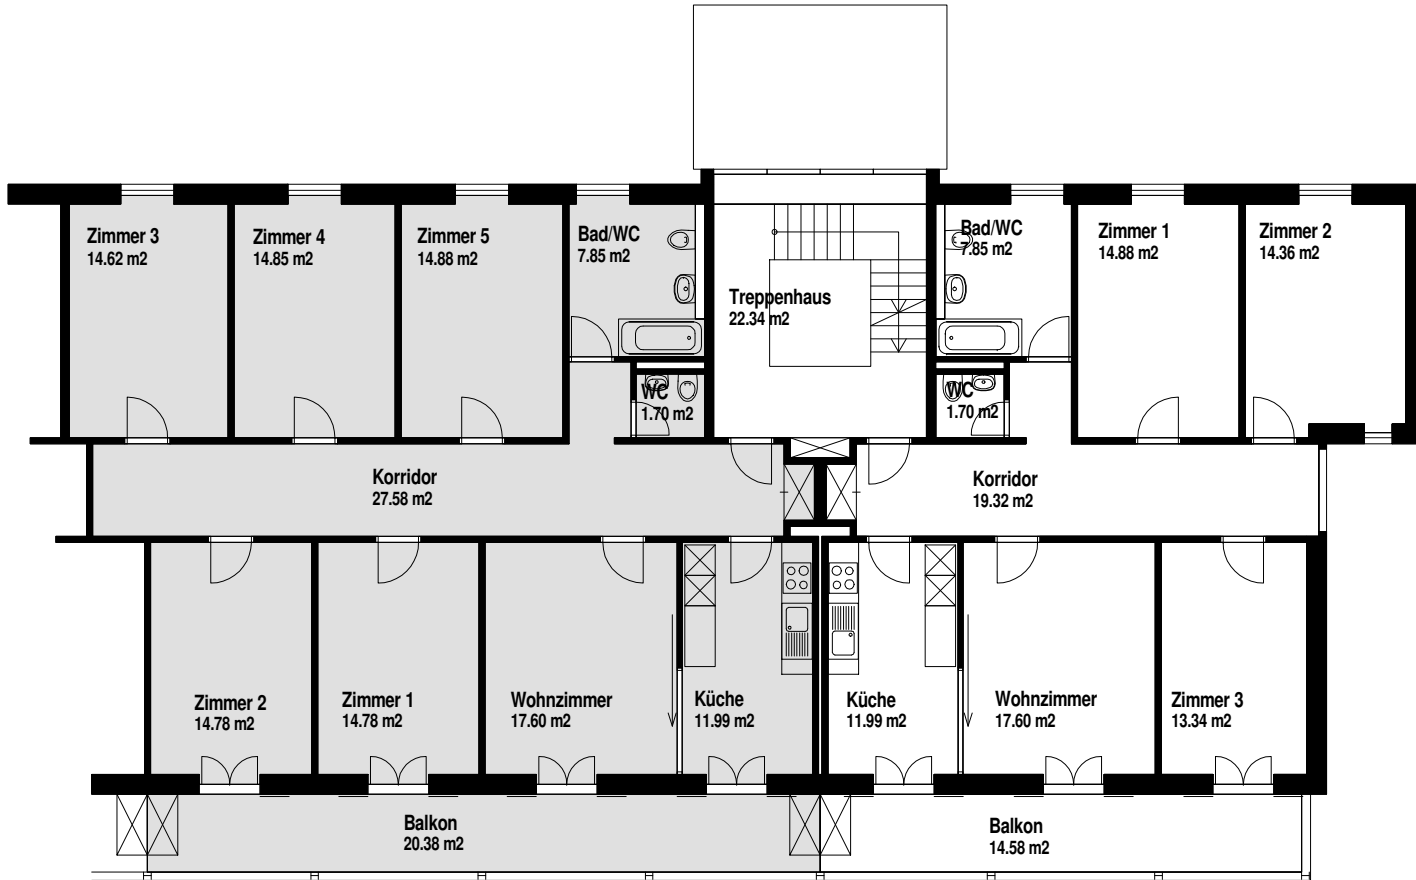 Zimmer 3
14.62 m2
Zimmer 4
14.85 m2
Zimmer 5
14.88 m2
Bad/WC
7.85 m2
Treppenhaus
22.34 m2
Bad/WC
7.85 m2
Zimmer 1
14.88 m2
Zimmer 2
14.36 m2
WC
1.70 m2
WC
1.70 m2
Korridor
27.58 m2
Korridor
19.32 m2
Zimmer 2
14.78 m2
Zimmer 1
14.78 m2
Wohnzimmer
17.60 m2
Küche
11.99 m2
Küche
11.99 m2
Wohnzimmer
17.60 m2
Zimmer 3
13.34 m2
Balkon
20.38 m2
Balkon
14.58 m2